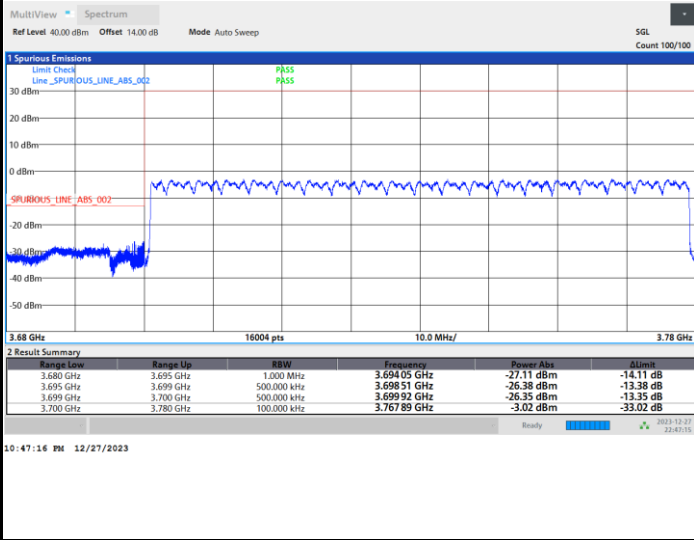 MultiView Spectrum
Ref Level 40.00 dBm Offset 14.00 dB Mode Auto Sweep SGL
Count 100/100
1 Spurious Emissions
Limit Check PASS
Line _SPURIOUS_LINE_ABS_002 PASS
30 dBm
20 dBm
10 dBm
0 dBm
_SPURIOUS_LINE_ABS_002
-20 dBm
-30 dBm
-40 dBm
-50 dBm
3.68 GHz 16004 pts 10.0 MHz/ 3.78 GHz
2 Result Summary
Range Low Range Up RBW Frequency Power Abs ΔLimit
3.680 GHz 3.695 GHz 1.000 MHz 3.694 05 GHz -27.11 dBm -14.11 dB
3.695 GHz 3.699 GHz 500.000 kHz 3.698 51 GHz -26.38 dBm -13.38 dB
3.699 GHz 3.700 GHz 500.000 kHz 3.699 92 GHz -26.35 dBm -13.35 dB
3.700 GHz 3.780 GHz 100.000 kHz 3.767 89 GHz -3.02 dBm -33.02 dB
Ready 2023-12-27
22:47:15
10:47:16 PM 12/27/2023